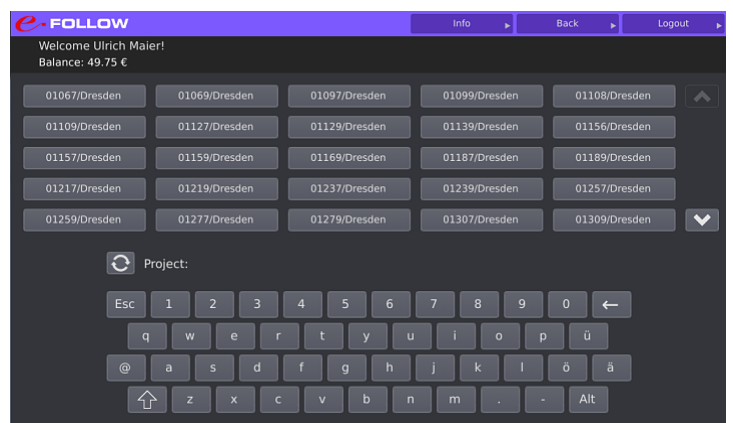 e-FOLLOW Info Back Logout
Welcome Ulrich Maier!
Balance: 49.75 €
01067/Dresden 01069/Dresden 01097/Dresden 01099/Dresden 01108/Dresden
01109/Dresden 01127/Dresden 01129/Dresden 01139/Dresden 01156/Dresden
01157/Dresden 01159/Dresden 01169/Dresden 01187/Dresden 01189/Dresden
01217/Dresden 01219/Dresden 01237/Dresden 01239/Dresden 01257/Dresden
01259/Dresden 01277/Dresden 01279/Dresden 01307/Dresden 01309/Dresden
Project:
Esc 1 2 3 4 5 6 7 8 9 0 ←
q w e r t y u i o p ü
@ a s d f g h j k l ö ä
z x c v b n m . - Alt